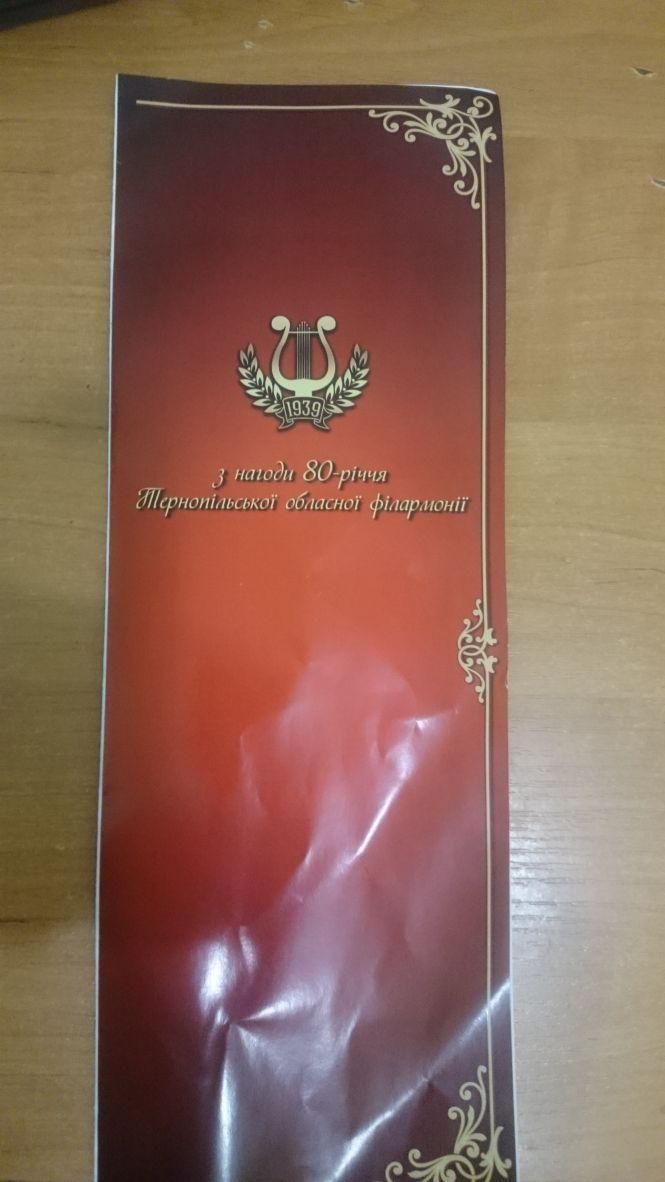 1939
з нагоди 80-річчя
Тернопільської обласної філармонії